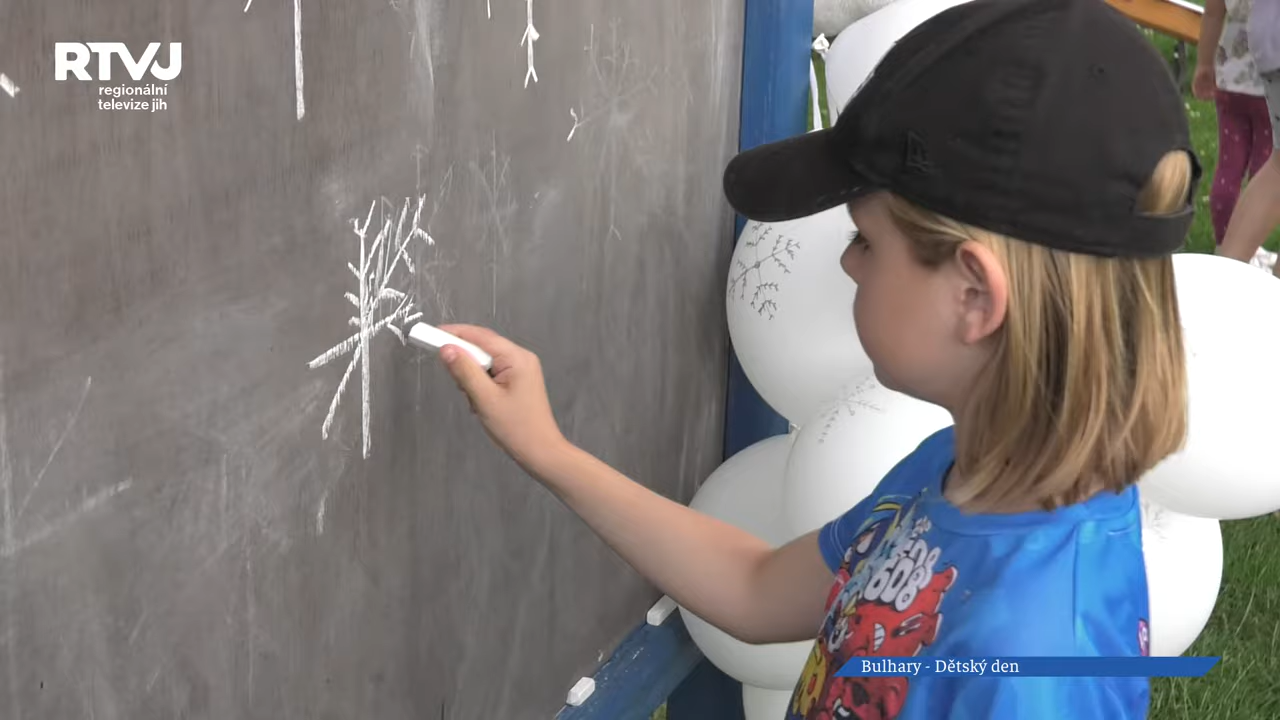 RTVJ
regionální
televize jih
Bulhary - Dětský den